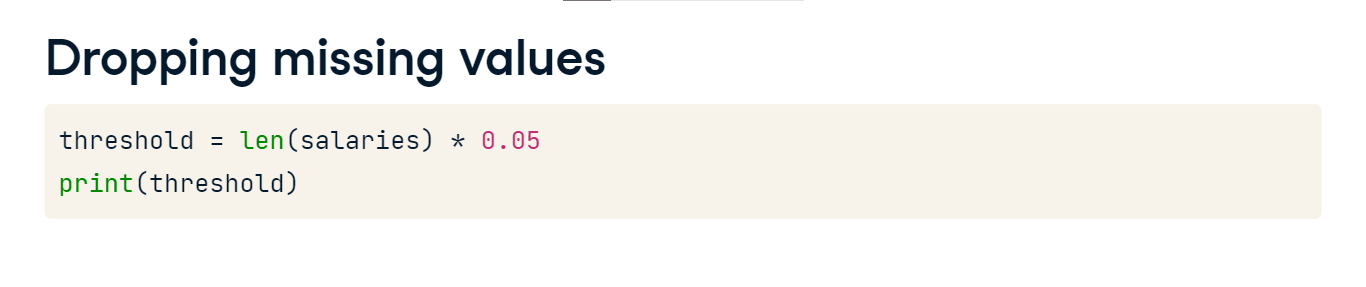 Dropping missing values
threshold = len(salaries) * 0.05
print(threshold)